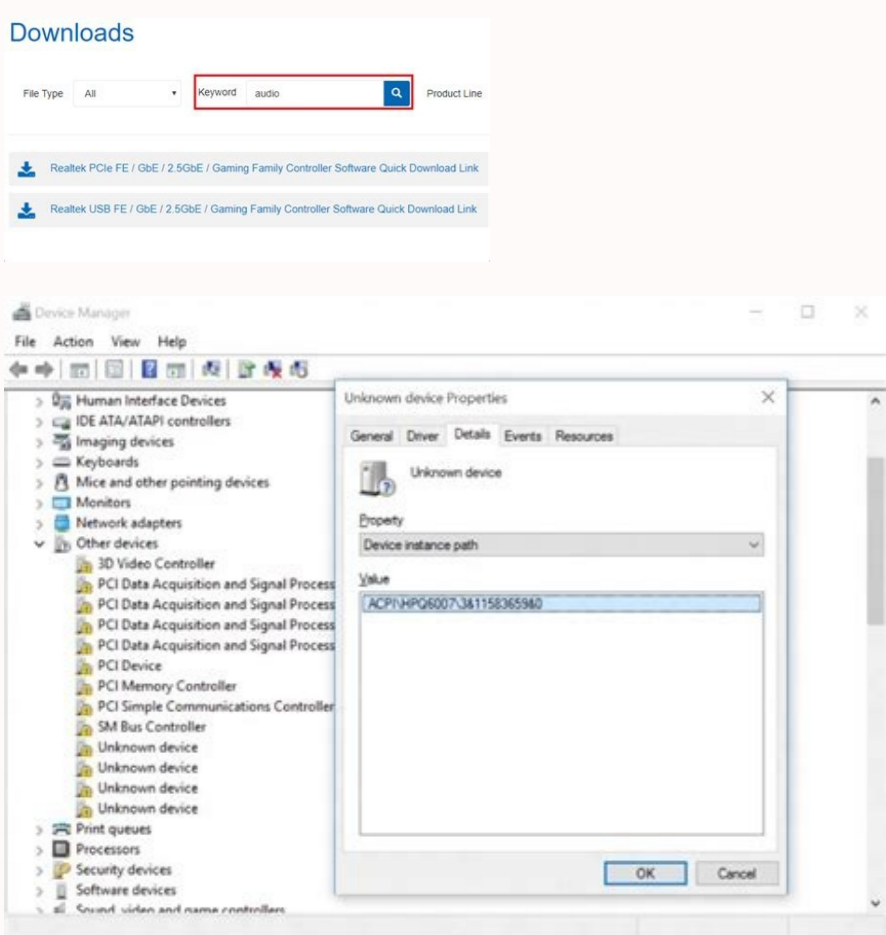 Downloads
File Type All Keyword audio Product Line
Realtek PCIe FE / GbE / 2.5GbE / Gaming Family Controller Software Quick Download Link
Realtek USB FE / GbE / 2.5GbE / Gaming Family Controller Software Quick Download Link
Device Manager
File Action View Help
Human Interface Devices
IDE ATA/ATAPI controllers
Imaging devices
Keyboards
Mice and other pointing devices
Monitors
Network adapters
Other devices
3D Video Controller
PCI Data Acquisition and Signal Process
PCI Data Acquisition and Signal Process
PCI Data Acquisition and Signal Process
PCI Data Acquisition and Signal Process
PCI Device
PCI Memory Controller
PCI Simple Communications Controller
SM Bus Controller
Unknown device
Unknown device
Unknown device
Unknown device
Print queues
Processors
Security devices
Software devices
Sound, video and game controllers
Unknown device Properties
General Driver Details Events Resources
Unknown device
Property
Device instance path
Value
ACPI\HPQ6007\3&11583659&0
OK Cancel